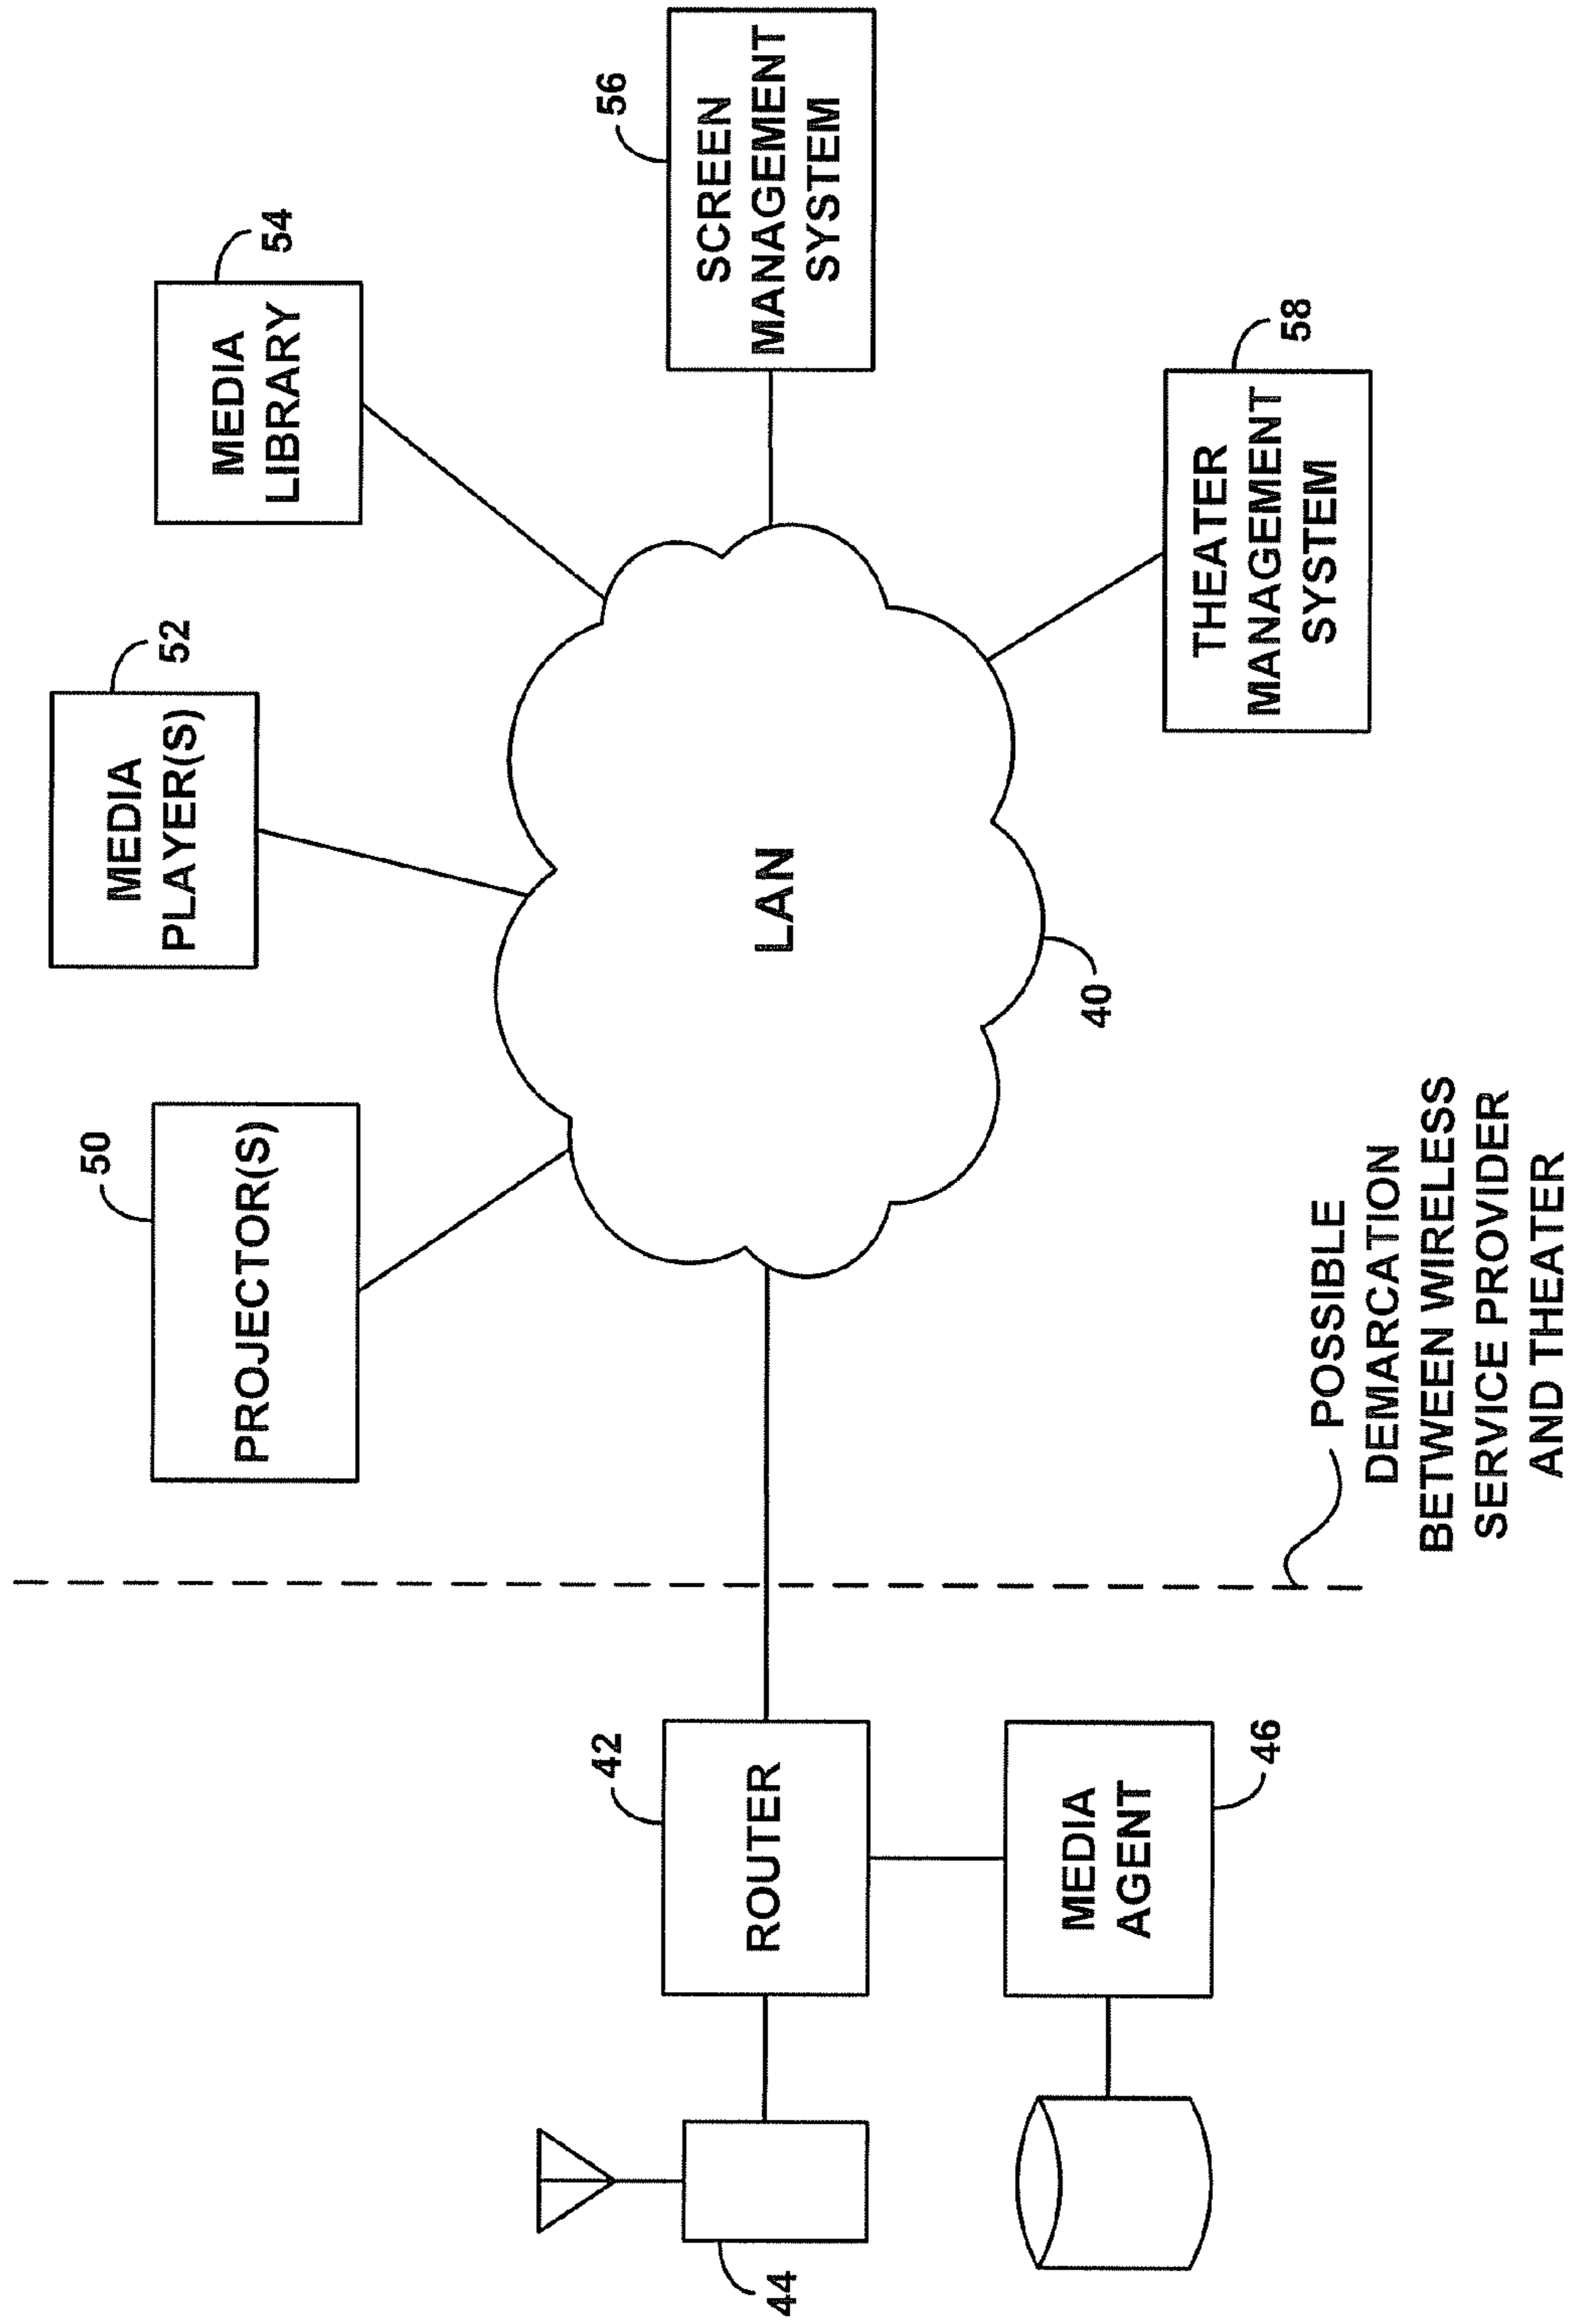 50
PROJECTOR(S)
52
MEDIA
PLAYER(S)
54
MEDIA
LIBRARY
56
SCREEN
MANAGEMENT
SYSTEM
58
THEATER
MANAGEMENT
SYSTEM
LAN
40
42
ROUTER
44
MEDIA
AGENT
46
POSSIBLE
DEMARCATION
BETWEEN WIRELESS
SERVICE PROVIDER
AND THEATER